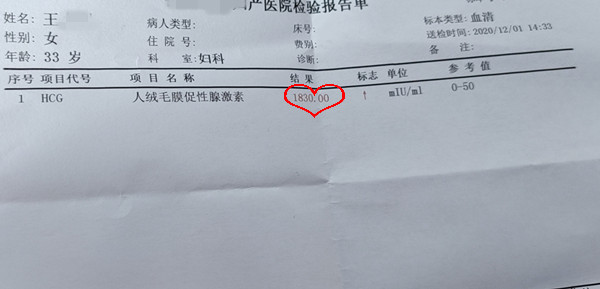 产医院检验报告单
姓名: 王 病人类型: 床号: 标本类型: 血清
性别: 女 住院号: 费别: 送检时间: 2020/12/01 14:33
年龄: 33 岁 科 室: 妇科 诊断: 备 注:
序号 项目代号 项目名称 结果 标志 单位 参考值
1 HCG 人绒毛膜促性腺激素 1830.00 ↑ mIU/ml 0-50